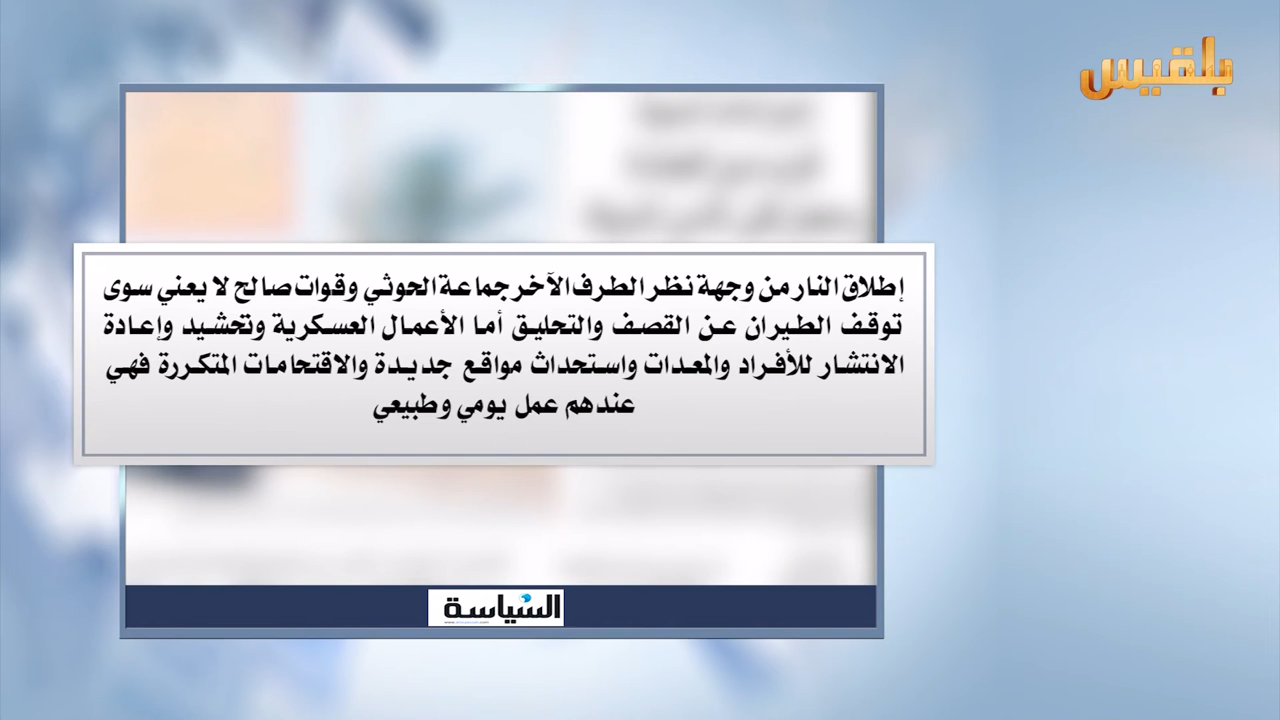 بلقيس
إطلاق النار من وجهة نظر الطرف الآخر جماعة الحوثي وقوات صالح لا يعني سوى
توقف الطيران عن القصف والتحليق أما الأعمال العسكرية وتحشيد وإعادة
الانتشار للأفراد والمعدات واستحداث مواقع جديدة والاقتحامات المتكررة فهي
عندهم عمل يومي وطبيعي
السياسة